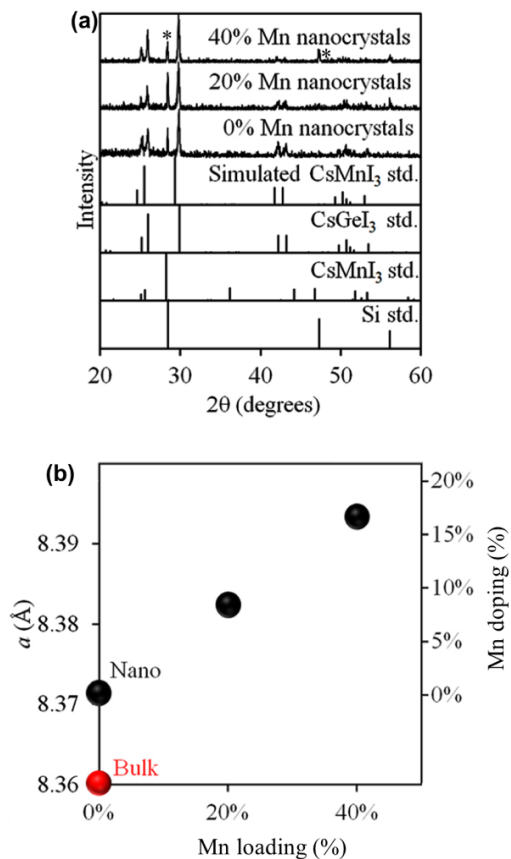 (a)
*
40% Mn nanocrystals
*
20% Mn nanocrystals
0% Mn nanocrystals
Simulated CsMnI₃ std.
CsGeI₃ std.
CsMnI₃ std.
Si std.
Intensity
20 30 40 50 60
2θ (degrees)
(b)
8.39
8.38
8.37
8.36
a (Å)
Nano
Bulk
20%
15%
10%
5%
0%
Mn doping (%)
0% 20% 40%
Mn loading (%)